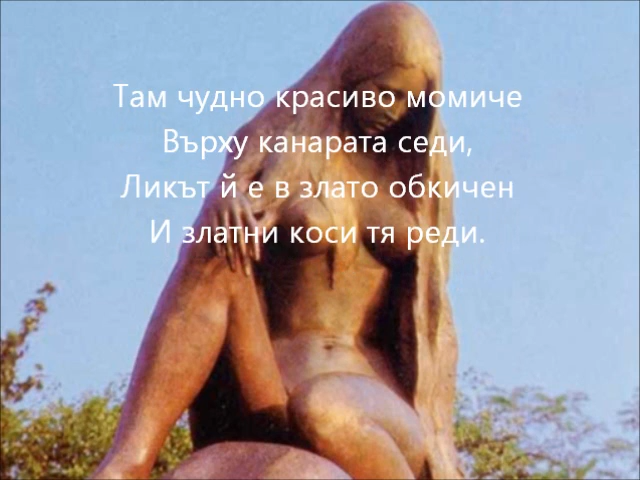 Там чудно красиво момиче
Върху канарата седи,
Ликът й е в злато обкичен
И златни коси тя реди.